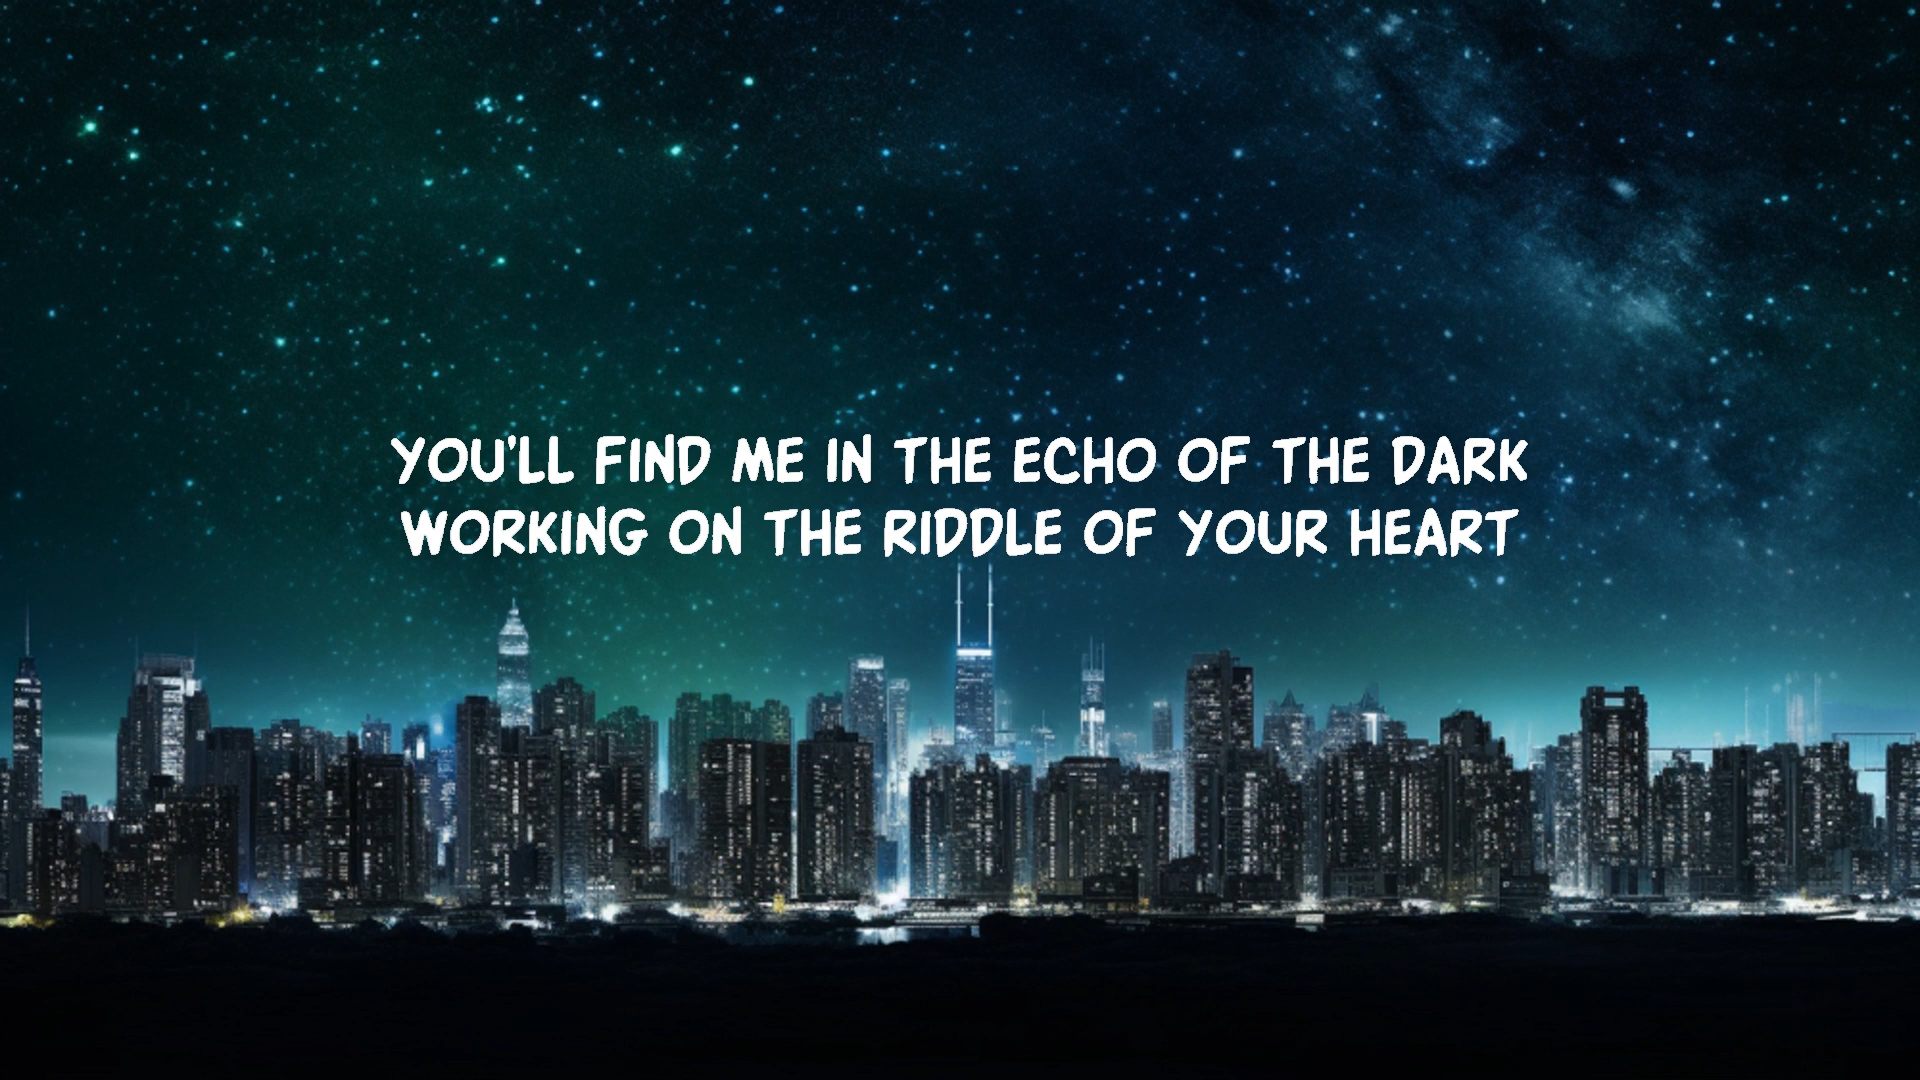 YOU'LL FIND ME IN THE ECHO OF THE DARK
WORKING ON THE RIDDLE OF YOUR HEART